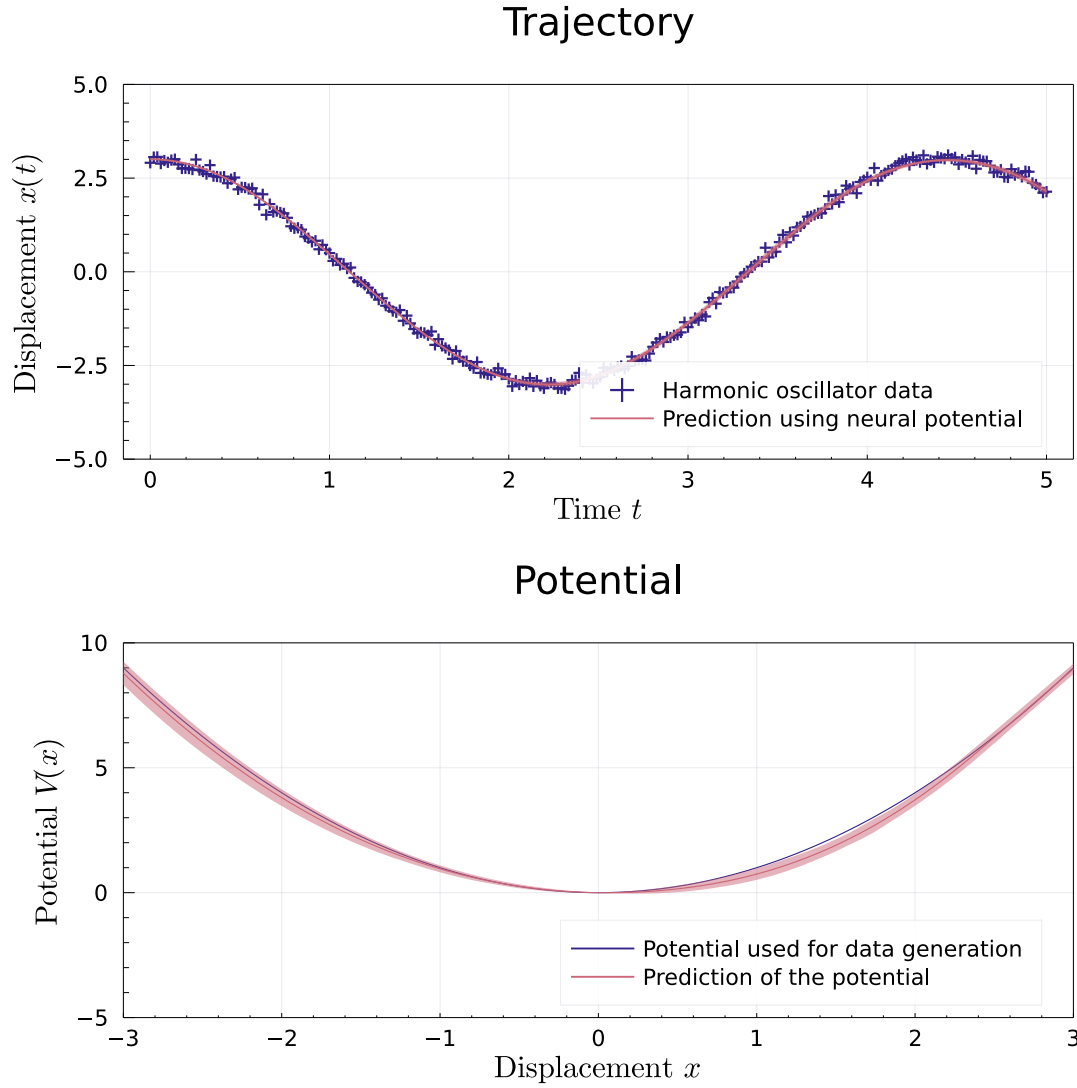 Trajectory
Displacement x(t)
5.0
2.5
0.0
−2.5
−5.0
Harmonic oscillator data
Prediction using neural potential
0 1 2 3 4 5
Time t
Potential
Potential V(x)
10
5
0
−5
Potential used for data generation
Prediction of the potential
−3 −2 −1 0 1 2 3
Displacement x